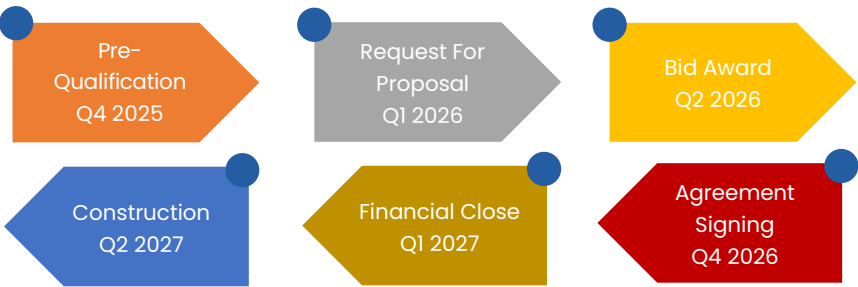 Pre-
Qualification
Q4 2025
Request For
Proposal
Q1 2026
Bid Award
Q2 2026
Agreement
Signing
Q4 2026
Financial Close
Q1 2027
Construction
Q2 2027